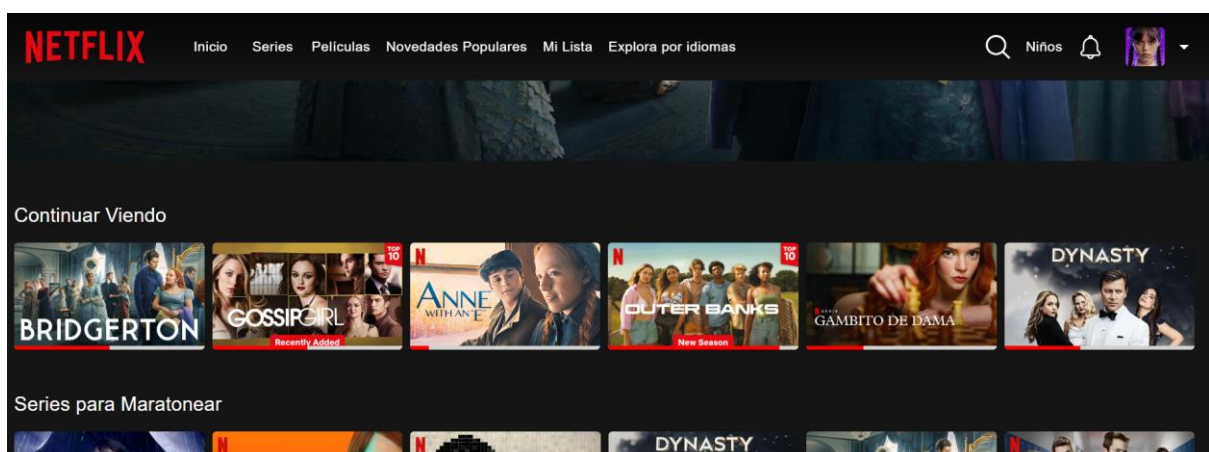 NETFLIX
Inicio Series Películas Novedades Populares Mi Lista Explora por idiomas Niños
Continuar Viendo
BRIDGERTON
TOP 10
GOSSIP GIRL
Recently Added
N
ANNE
WITH AN "E"
N
TOP 10
OUTER BANKS
New Season
N SERIE
GAMBITO DE DAMA
DYNASTY
Series para Maratonear
N
N
DYNASTY
N